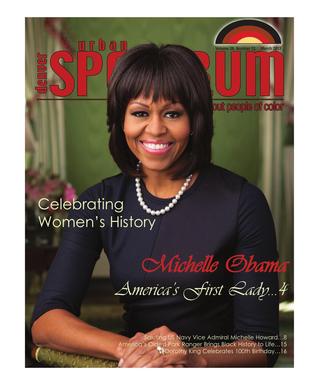 denver
urban
SPECTRUM
Volume 26, Number 12 March 2013
out people of color
Celebrating
Women's History
Michelle Obama
America's First Lady...4
Saluting US Navy Vice Admiral Michelle Howard...8
America's Oldest Park Ranger Brings Black History to Life...15
Dorothy King Celebrates 100th Birthday...16